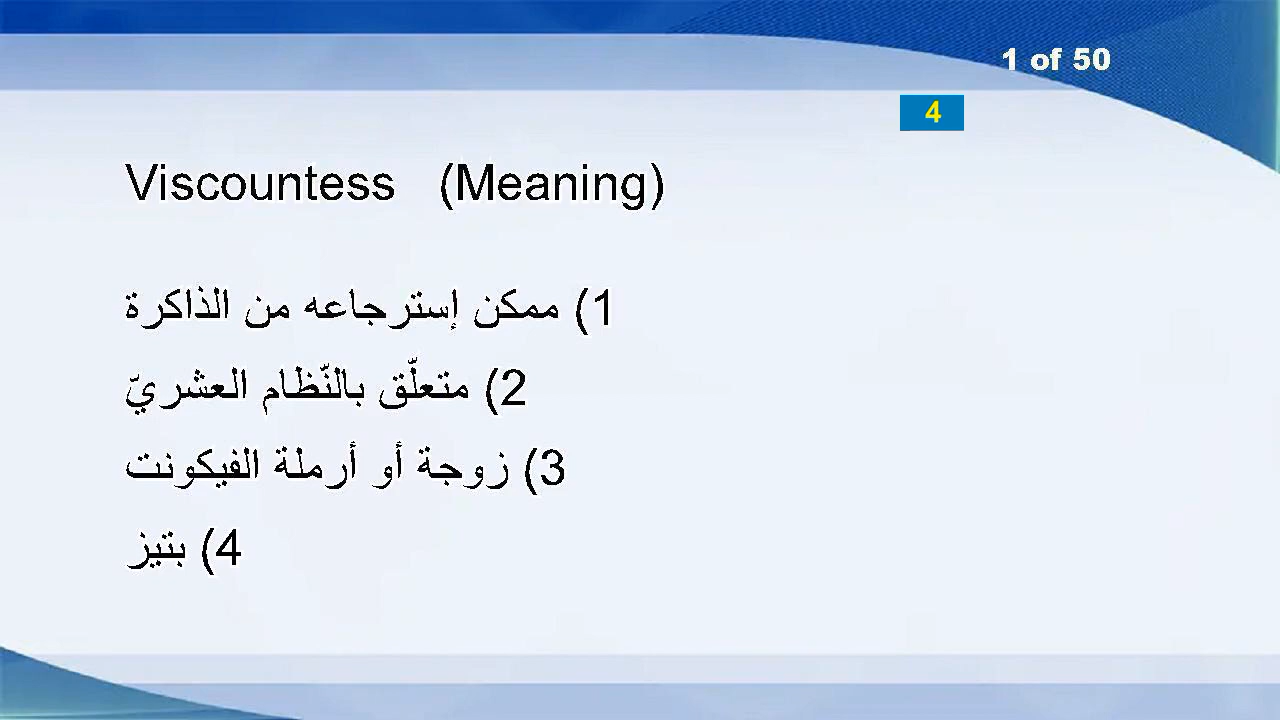 1 of 50
4
Viscountess (Meaning)
1) ممكن إسترجاعه من الذاكرة
2) متعلّق بالنّظام العشريّ
3) زوجة أو أرملة الفيكونت
4) بتيز